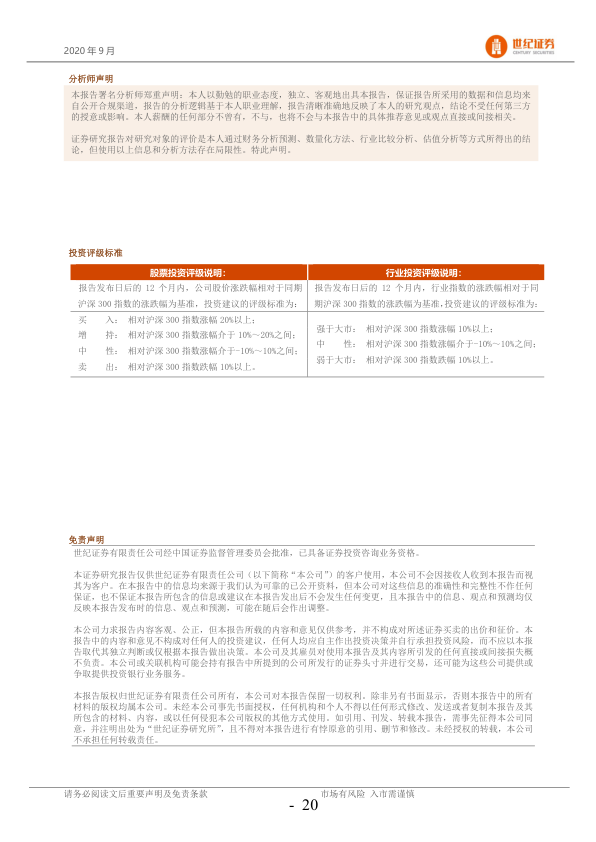 世纪证券
CENTURY SECURITIES
2020 年 9 月
分析师声明
本报告署名分析师郑重声明：本人以勤勉的职业态度，独立、客观地出具本报告，保证报告所采用的数据和信息均来
自公开合规渠道，报告的分析逻辑基于本人职业理解，报告清晰准确地反映了本人的研究观点，结论不受任何第三方
的授意或影响。本人薪酬的任何部分不曾有，不与，也将不会与本报告中的具体推荐意见或观点直接或间接相关。
证券研究报告对研究对象的评价是本人通过财务分析预测、数量化方法、行业比较分析、估值分析等方式所得出的结
论，但使用以上信息和分析方法存在局限性。特此声明。
投资评级标准
股票投资评级说明：
行业投资评级说明：
报告发布日后的 12 个月内，公司股价涨跌幅相对于同期
沪深 300 指数的涨跌幅为基准，投资建议的评级标准为：
报告发布日后的 12 个月内，行业指数的涨跌幅相对于同
期沪深 300 指数的涨跌幅为基准，投资建议的评级标准为：
买　　入： 相对沪深 300 指数涨幅 20%以上；
增　　持： 相对沪深 300 指数涨幅介于 10%～20%之间；
中　　性： 相对沪深 300 指数涨幅介于-10%～10%之间；
卖　　出： 相对沪深 300 指数跌幅 10%以上。
强于大市： 相对沪深 300 指数涨幅 10%以上；
中　　性： 相对沪深 300 指数涨幅介于-10%～10%之间；
弱于大市： 相对沪深 300 指数跌幅 10%以上。
免责声明
世纪证券有限责任公司经中国证券监督管理委员会批准，已具备证券投资咨询业务资格。
本证券研究报告仅供世纪证券有限责任公司（以下简称“本公司”）的客户使用，本公司不会因接收人收到本报告而视
其为客户。在本报告中的信息均来源于我们认为可靠的已公开资料，但本公司对这些信息的准确性和完整性不作任何
保证，也不保证本报告所包含的信息或建议在本报告发出后不会发生任何变更，且本报告中的信息、观点和预测均仅
反映本报告发布时的信息、观点和预测，可能在随后会作出调整。
本公司力求报告内容客观、公正，但本报告所载的内容和意见仅供参考，并不构成对所述证券买卖的出价和征价。本
报告中的内容和意见不构成对任何人的投资建议，任何人均应自主作出投资决策并自行承担投资风险，而不应以本报
告取代其独立判断或仅根据本报告做出决策。本公司及其雇员对使用本报告及其内容所引发的任何直接或间接损失概
不负责。本公司或关联机构可能会持有报告中所提到的公司所发行的证券头寸并进行交易，还可能为这些公司提供或
争取提供投资银行业务服务。
本报告版权归世纪证券有限责任公司所有，本公司对本报告保留一切权利。除非另有书面显示，否则本报告中的所有
材料的版权均属本公司。未经本公司事先书面授权，任何机构和个人不得以任何形式修改、发送或者复制本报告及其
所包含的材料、内容，或以任何侵犯本公司版权的其他方式使用。如引用、刊发、转载本报告，需事先征得本公司同
意，并注明出处为“世纪证券研究所”，且不得对本报告进行有悖原意的引用、删节和修改。未经授权的转载，本公司
不承担任何转载责任。
请务必阅读文后重要声明及免责条款
市场有风险 入市需谨慎
- 20